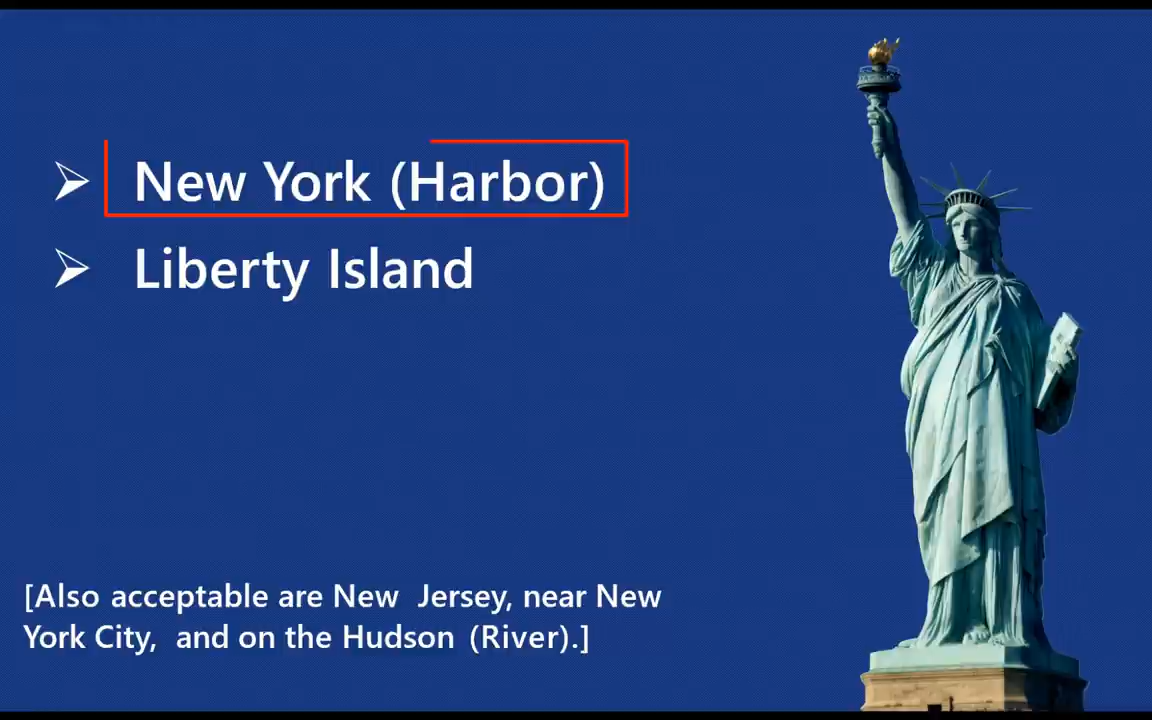 New York (Harbor)
Liberty Island
[Also acceptable are New Jersey, near New
York City, and on the Hudson (River).]